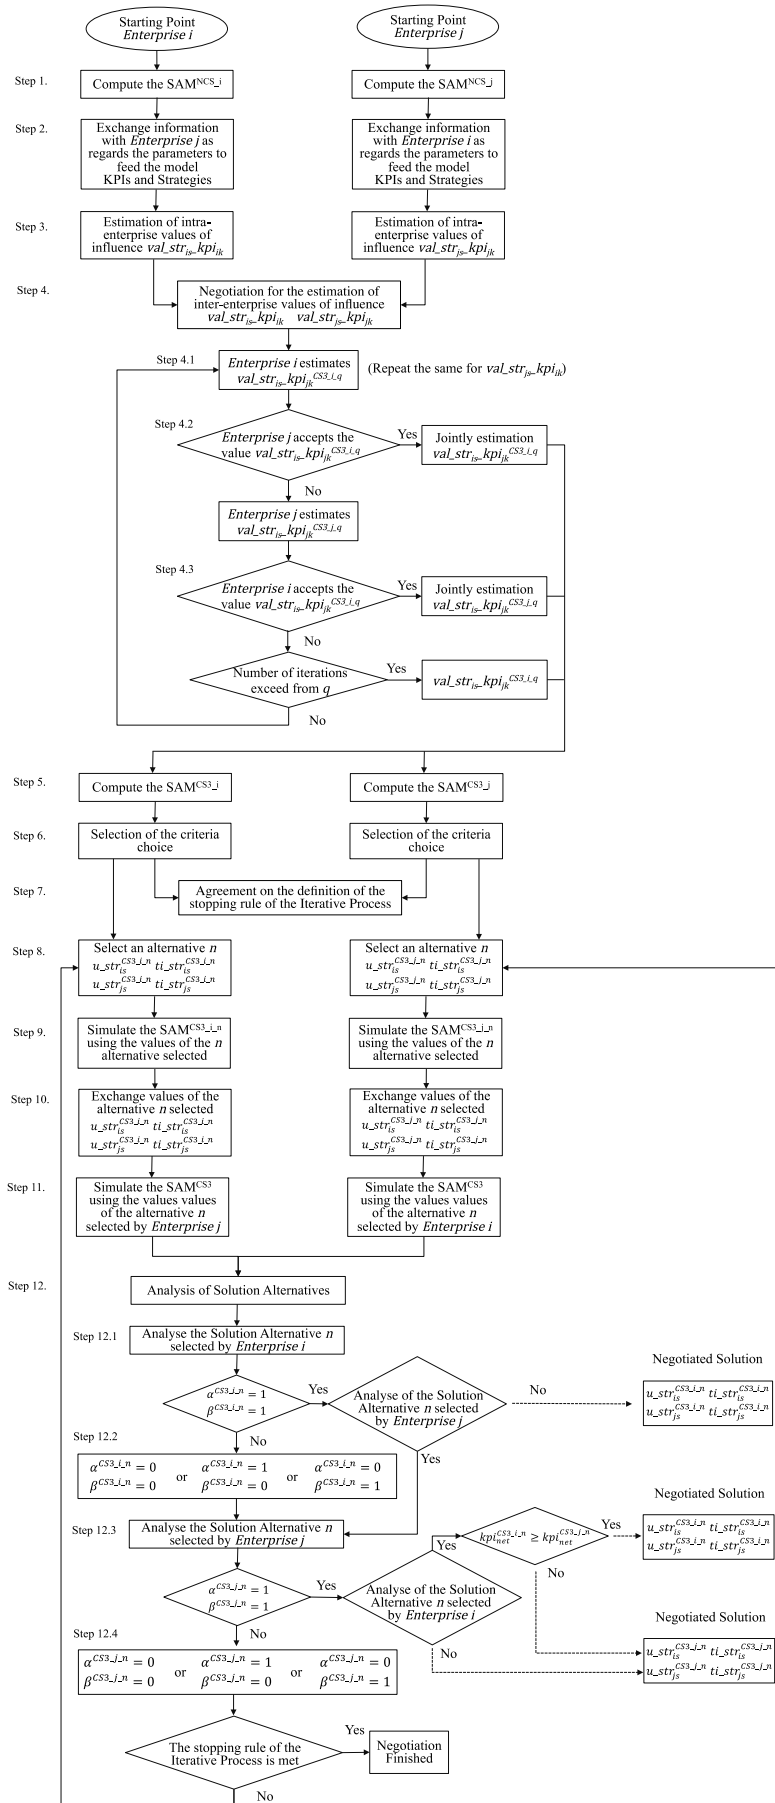 Starting Point
Enterprise i
Starting Point
Enterprise j
Step 1.
Compute the SAM^NCS_i
Compute the SAM^NCS_j
Step 2.
Exchange information
with Enterprise j as
regards the parameters to
feed the model
KPIs and Strategies
Exchange information
with Enterprise i as
regards the parameters to
feed the model
KPIs and Strategies
Step 3.
Estimation of intra-
enterprise values of
influence val_str_is_kpi_ik
Estimation of intra-
enterprise values of
influence val_str_js_kpi_jk
Step 4.
Negotiation for the estimation of
inter-enterprise values of influence
val_str_is_kpi_ik val_str_js_kpi_jk
Step 4.1
Enterprise i estimates
val_str_is_kpi_jk^CS3_i_q
(Repeat the same for val_str_js_kpi_ik)
Step 4.2
Enterprise j accepts the
value val_str_is_kpi_jk^CS3_i_q
Yes
Jointly estimation
val_str_is_kpi_jk^CS3_i_q
No
Enterprise j estimates
val_str_is_kpi_jk^CS3_j_q
Step 4.3
Enterprise i accepts the
value val_str_is_kpi_jk^CS3_i_q
Yes
Jointly estimation
val_str_is_kpi_jk^CS3_j_q
No
Number of iterations
exceed from q
Yes
val_str_is_kpi_jk^CS3_i_q
No
Step 5.
Compute the SAM^CS3_i
Compute the SAM^CS3_j
Step 6.
Selection of the criteria
choice
Selection of the criteria
choice
Step 7.
Agreement on the definition of the
stopping rule of the Iterative Process
Step 8.
Select an alternative n
u_str_is^CS3_i_n ti_str_is^CS3_i_n
u_str_js^CS3_i_n ti_str_js^CS3_i_n
Select an alternative n
u_str_is^CS3_j_n ti_str_is^CS3_j_n
u_str_js^CS3_j_n ti_str_js^CS3_j_n
Step 9.
Simulate the SAM^CS3_i_n
using the values of the n
alternative selected
Simulate the SAM^CS3_i_n
using the values of the n
alternative selected
Step 10.
Exchange values of the
alternative n selected
u_str_is^CS3_i_n ti_str_is^CS3_i_n
u_str_js^CS3_i_n ti_str_js^CS3_i_n
Exchange values of the
alternative n selected
u_str_is^CS3_j_n ti_str_is^CS3_j_n
u_str_js^CS3_j_n ti_str_js^CS3_j_n
Step 11.
Simulate the SAM^CS3
using the values values
of the alternative n
selected by Enterprise j
Simulate the SAM^CS3
using the values values
of the alternative n
selected by Enterprise i
Step 12.
Analysis of Solution Alternatives
Step 12.1
Analyse the Solution Alternative n
selected by Enterprise i
α^CS3_i_n = 1
β^CS3_i_n = 1
Yes
Analyse of the Solution
Alternative n selected
by Enterprise j
No
Negotiated Solution
u_str_is^CS3_i_n ti_str_is^CS3_i_n
u_str_js^CS3_i_n ti_str_js^CS3_i_n
No
Yes
Step 12.2
α^CS3_i_n = 0 or α^CS3_i_n = 1 or α^CS3_i_n = 0
β^CS3_i_n = 0 β^CS3_i_n = 0 β^CS3_i_n = 1
Step 12.3
Analyse the Solution Alternative n
selected by Enterprise j
α^CS3_j_n = 1
β^CS3_j_n = 1
Yes
Analyse of the Solution
Alternative n selected
by Enterprise i
Yes
kpi_net^CS3_i_n ≥ kpi_net^CS3_j_n
Yes
Negotiated Solution
u_str_is^CS3_i_n ti_str_is^CS3_i_n
u_str_js^CS3_i_n ti_str_js^CS3_i_n
No
No
Negotiated Solution
u_str_is^CS3_j_n ti_str_is^CS3_j_n
u_str_js^CS3_j_n ti_str_js^CS3_j_n
No
Step 12.4
α^CS3_j_n = 0 or α^CS3_j_n = 1 or α^CS3_j_n = 0
β^CS3_j_n = 0 β^CS3_j_n = 0 β^CS3_j_n = 1
The stopping rule of the
Iterative Process is met
Yes
Negotiation
Finished
No